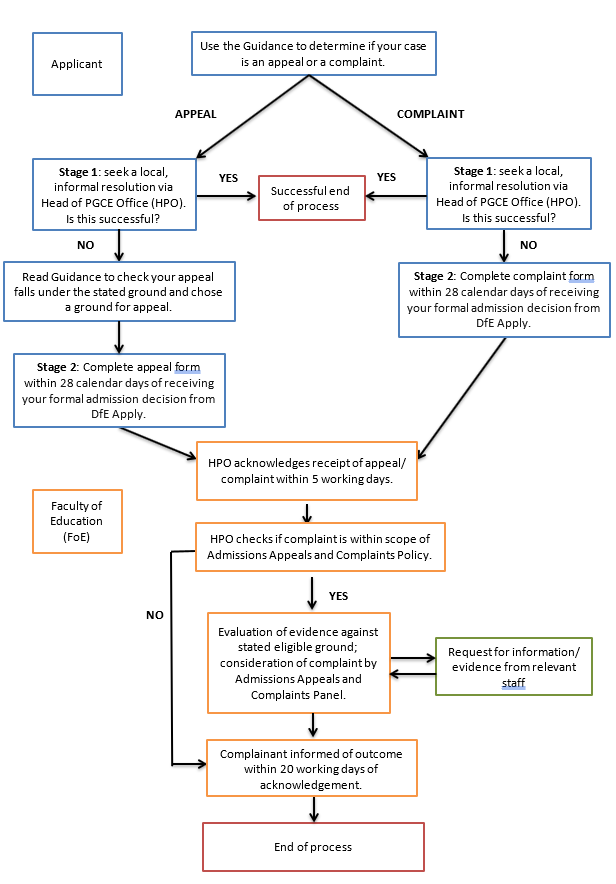 Applicant
Use the Guidance to determine if your case
is an appeal or a complaint.
APPEAL
COMPLAINT
Stage 1: seek a local,
informal resolution via
Head of PGCE Office (HPO).
Is this successful?
YES
Successful end
of process
YES
Stage 1: seek a local,
informal resolution via
Head of PGCE Office (HPO).
Is this successful?
NO
NO
Read Guidance to check your appeal
falls under the stated ground and chose
a ground for appeal.
Stage 2: Complete complaint form
within 28 calendar days of receiving
your formal admission decision from
DfE Apply.
Stage 2: Complete appeal form
within 28 calendar days of receiving
your formal admission decision from
DfE Apply.
HPO acknowledges receipt of appeal/
complaint within 5 working days.
Faculty of
Education
(FoE)
HPO checks if complaint is within scope of
Admissions Appeals and Complaints Policy.
YES
NO
Evaluation of evidence against
stated eligible ground;
consideration of complaint by
Admissions Appeals and
Complaints Panel.
Request for information/
evidence from relevant
staff
Complainant informed of outcome
within 20 working days of
acknowledgement.
End of process